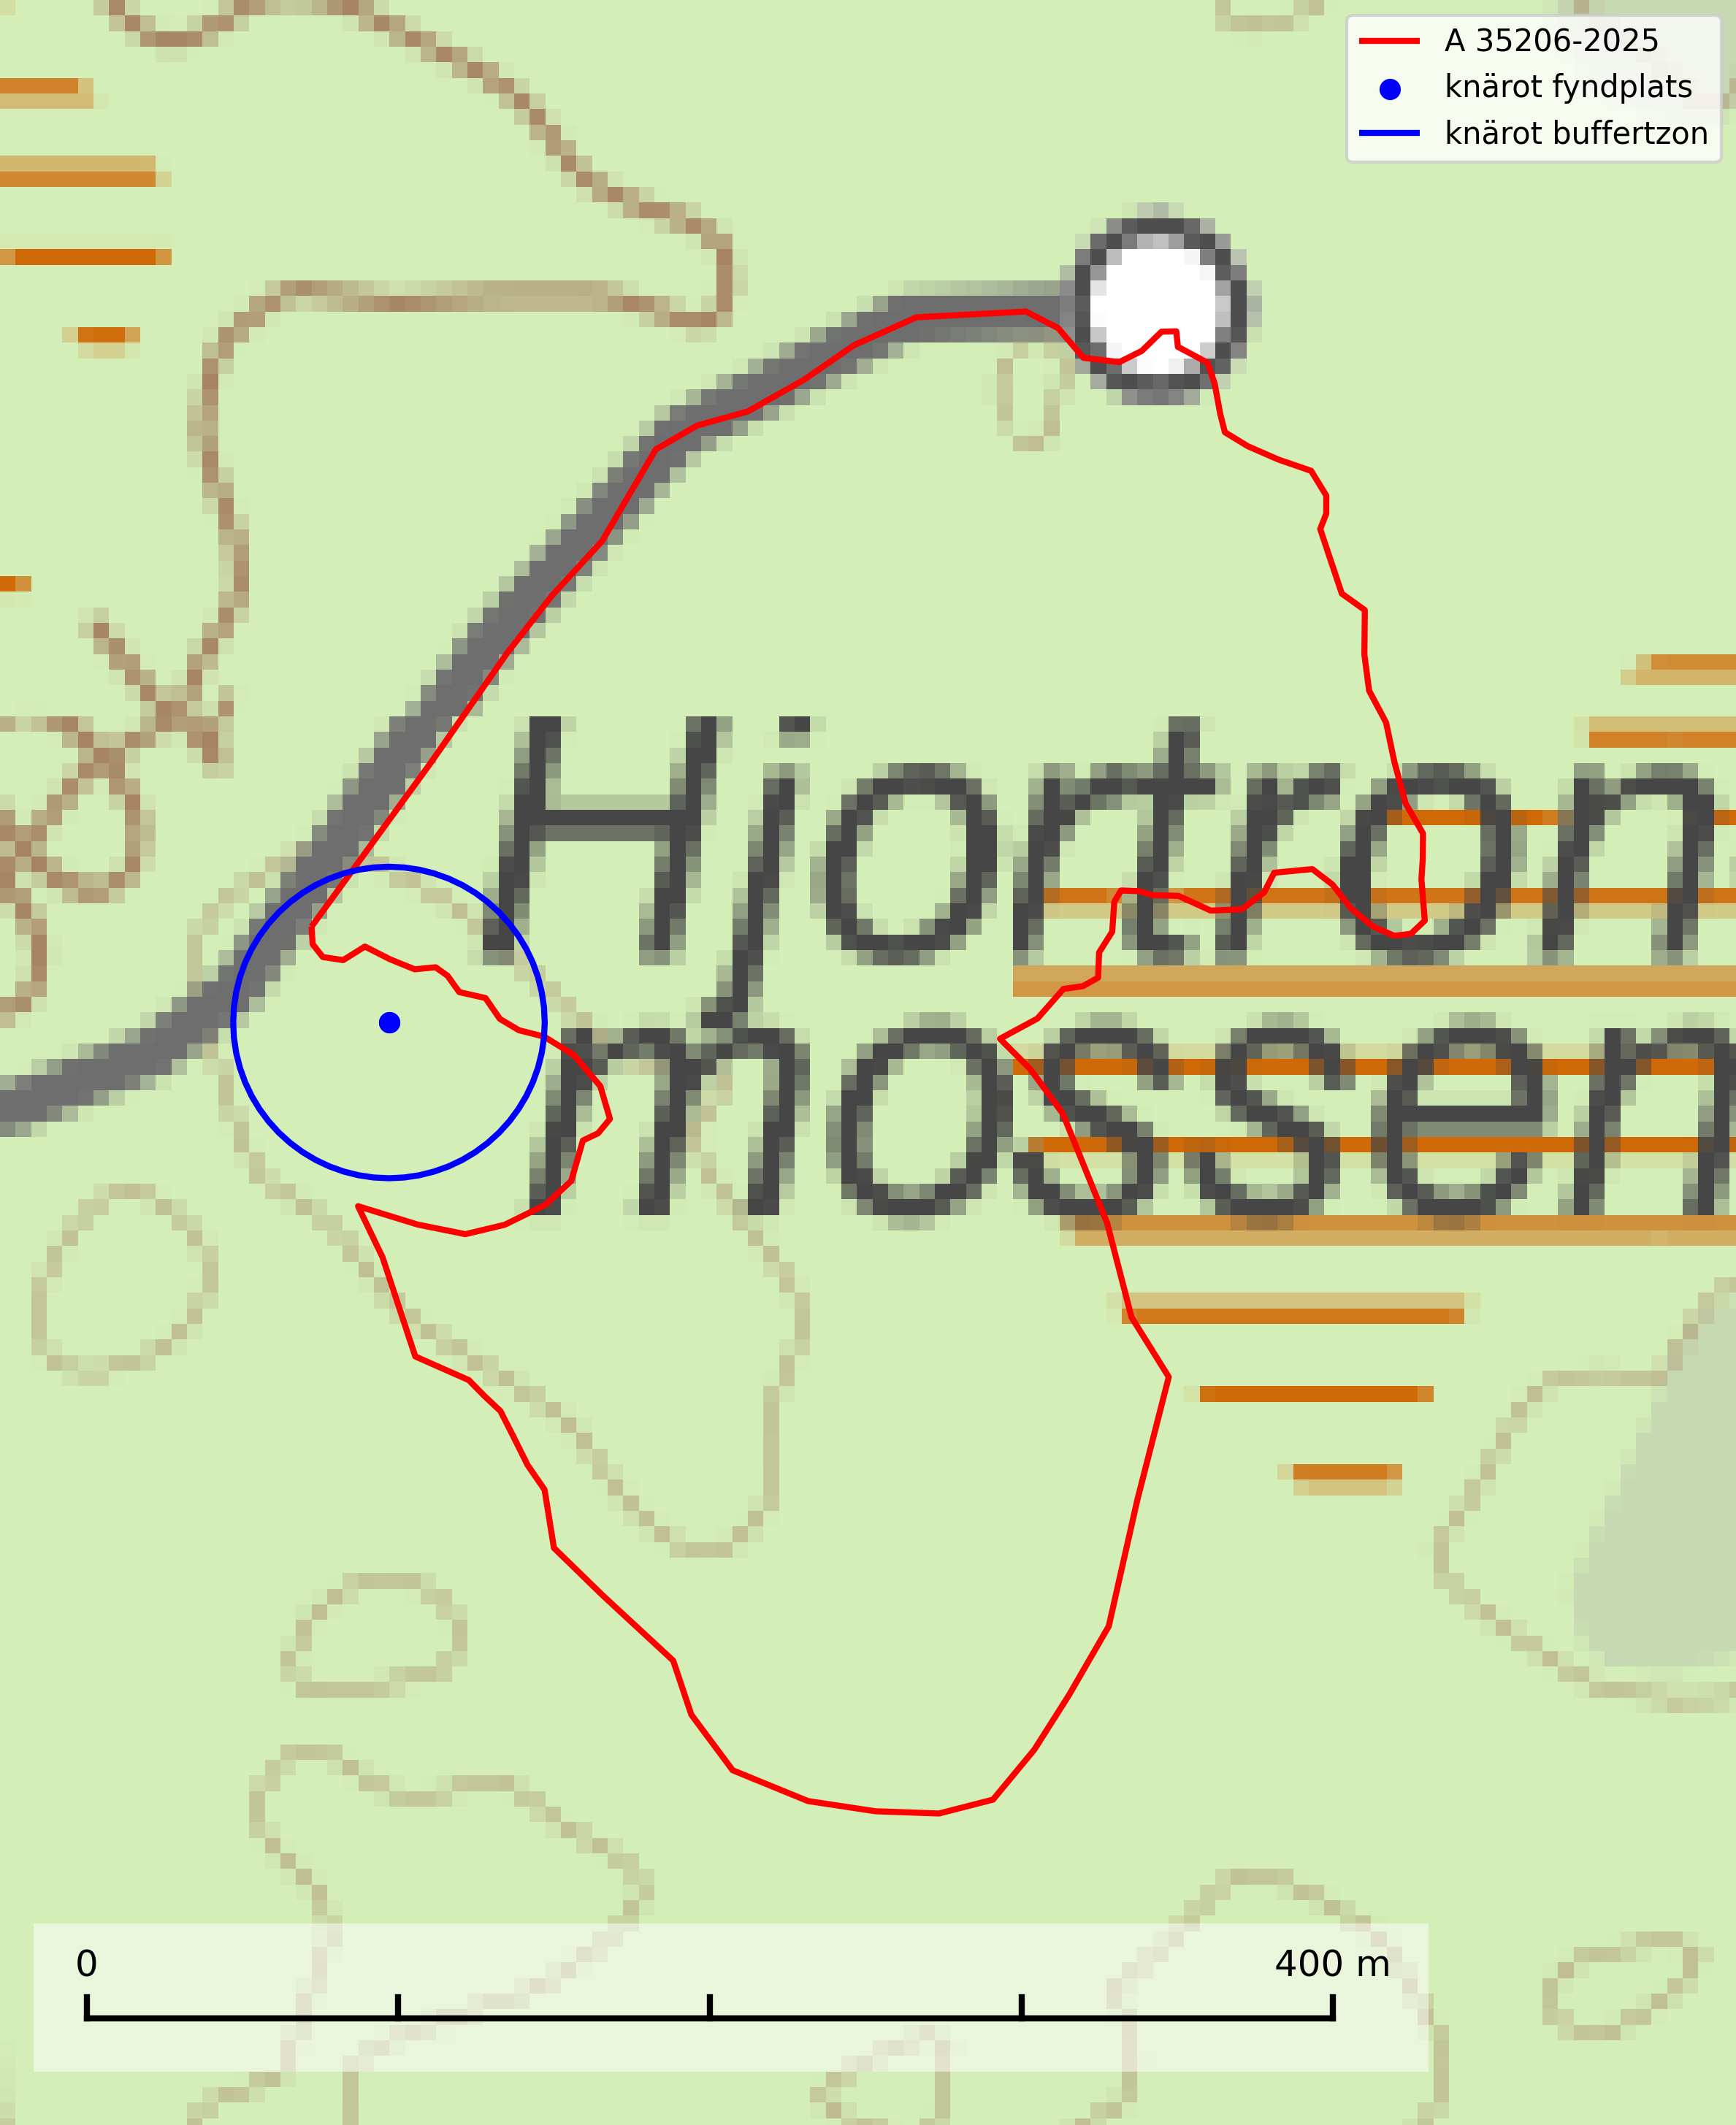 A 35206-2025
knärot fyndplats
knärot buffertzon
Hjortron
mossen
0 400 m